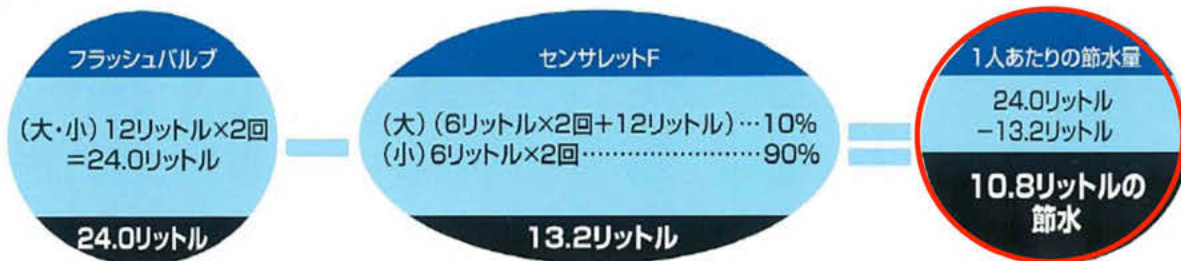 フラッシュバルブ
(大・小)12リットル×2回
=24.0リットル
24.0リットル
センサレットF
(大)(6リットル×2回+12リットル)…10%
(小)6リットル×2回……………………90%
13.2リットル
1人あたりの節水量
24.0リットル
−13.2リットル
10.8リットルの
節水